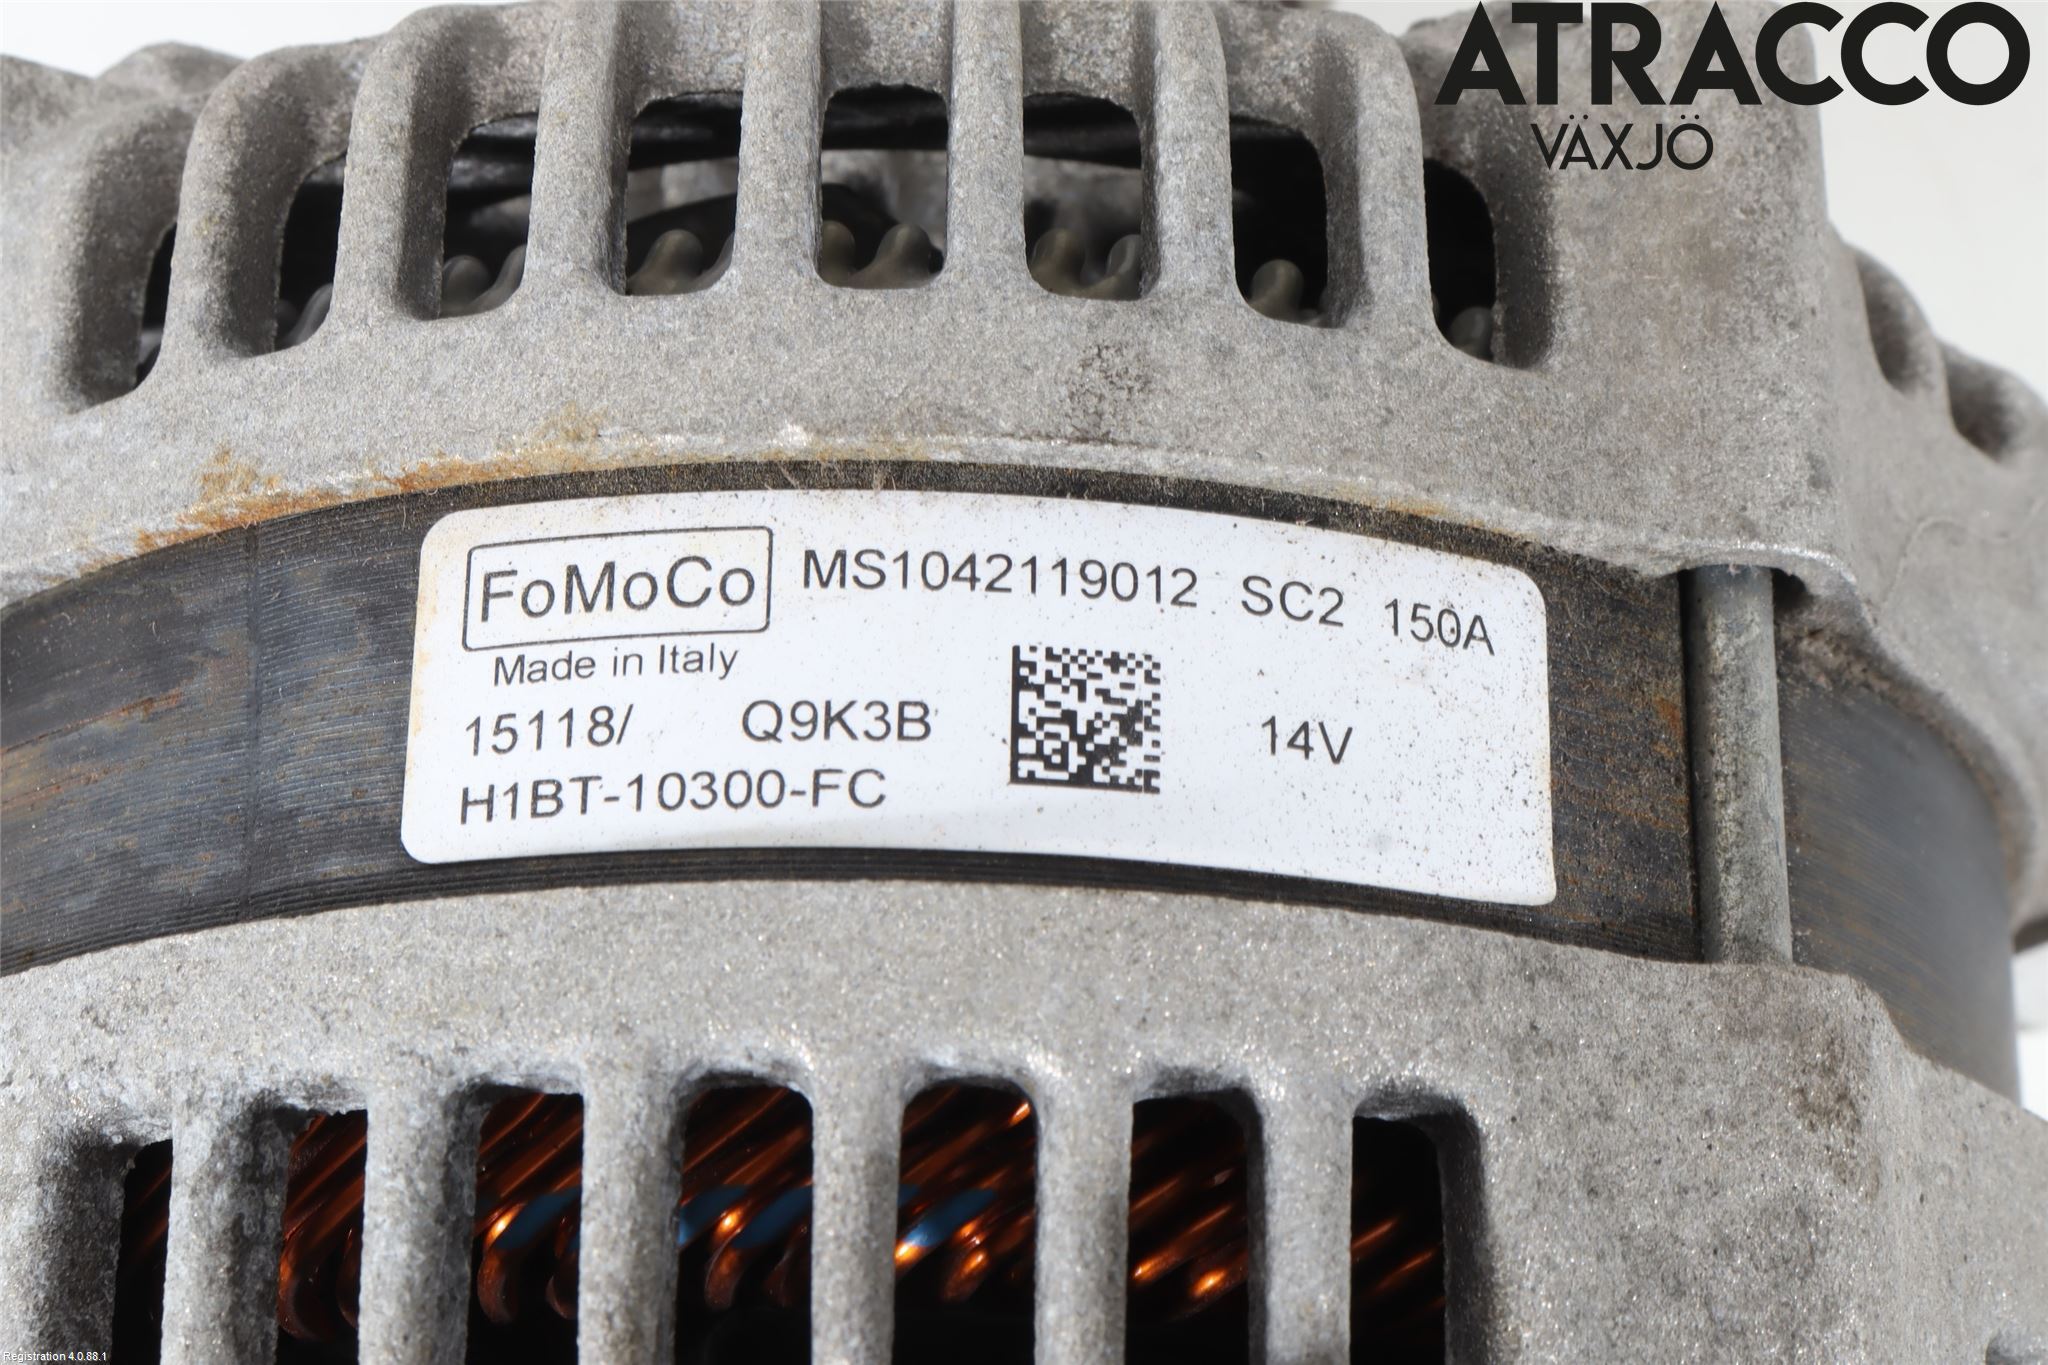 ATRACCO
VÄXJÖ
FoMoCo MS1042119012 SC2 150A
Made in Italy
15118/ Q9K3B 14V
H1BT-10300-FC
Registration 4.0.88.1